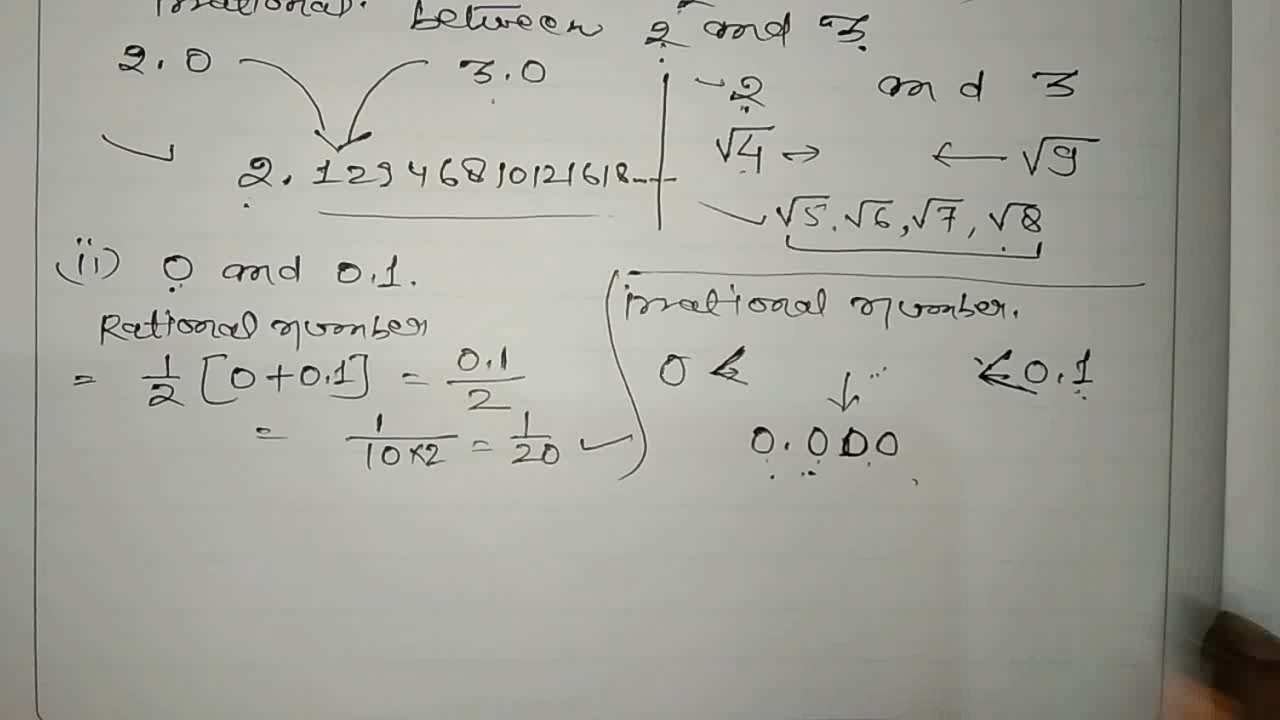 irrational. between 2 and 3.
2.0 3.0
2.12946810121618...
2 and 3
√4 → ← √9
√5. √6, √7, √8
(ii) 0 and 0.1.
Rational number
= 1/2 [0+0.1] = 0.1/2
= 1/10×2 = 1/20
irrational number.
0 < < 0.1
0.000